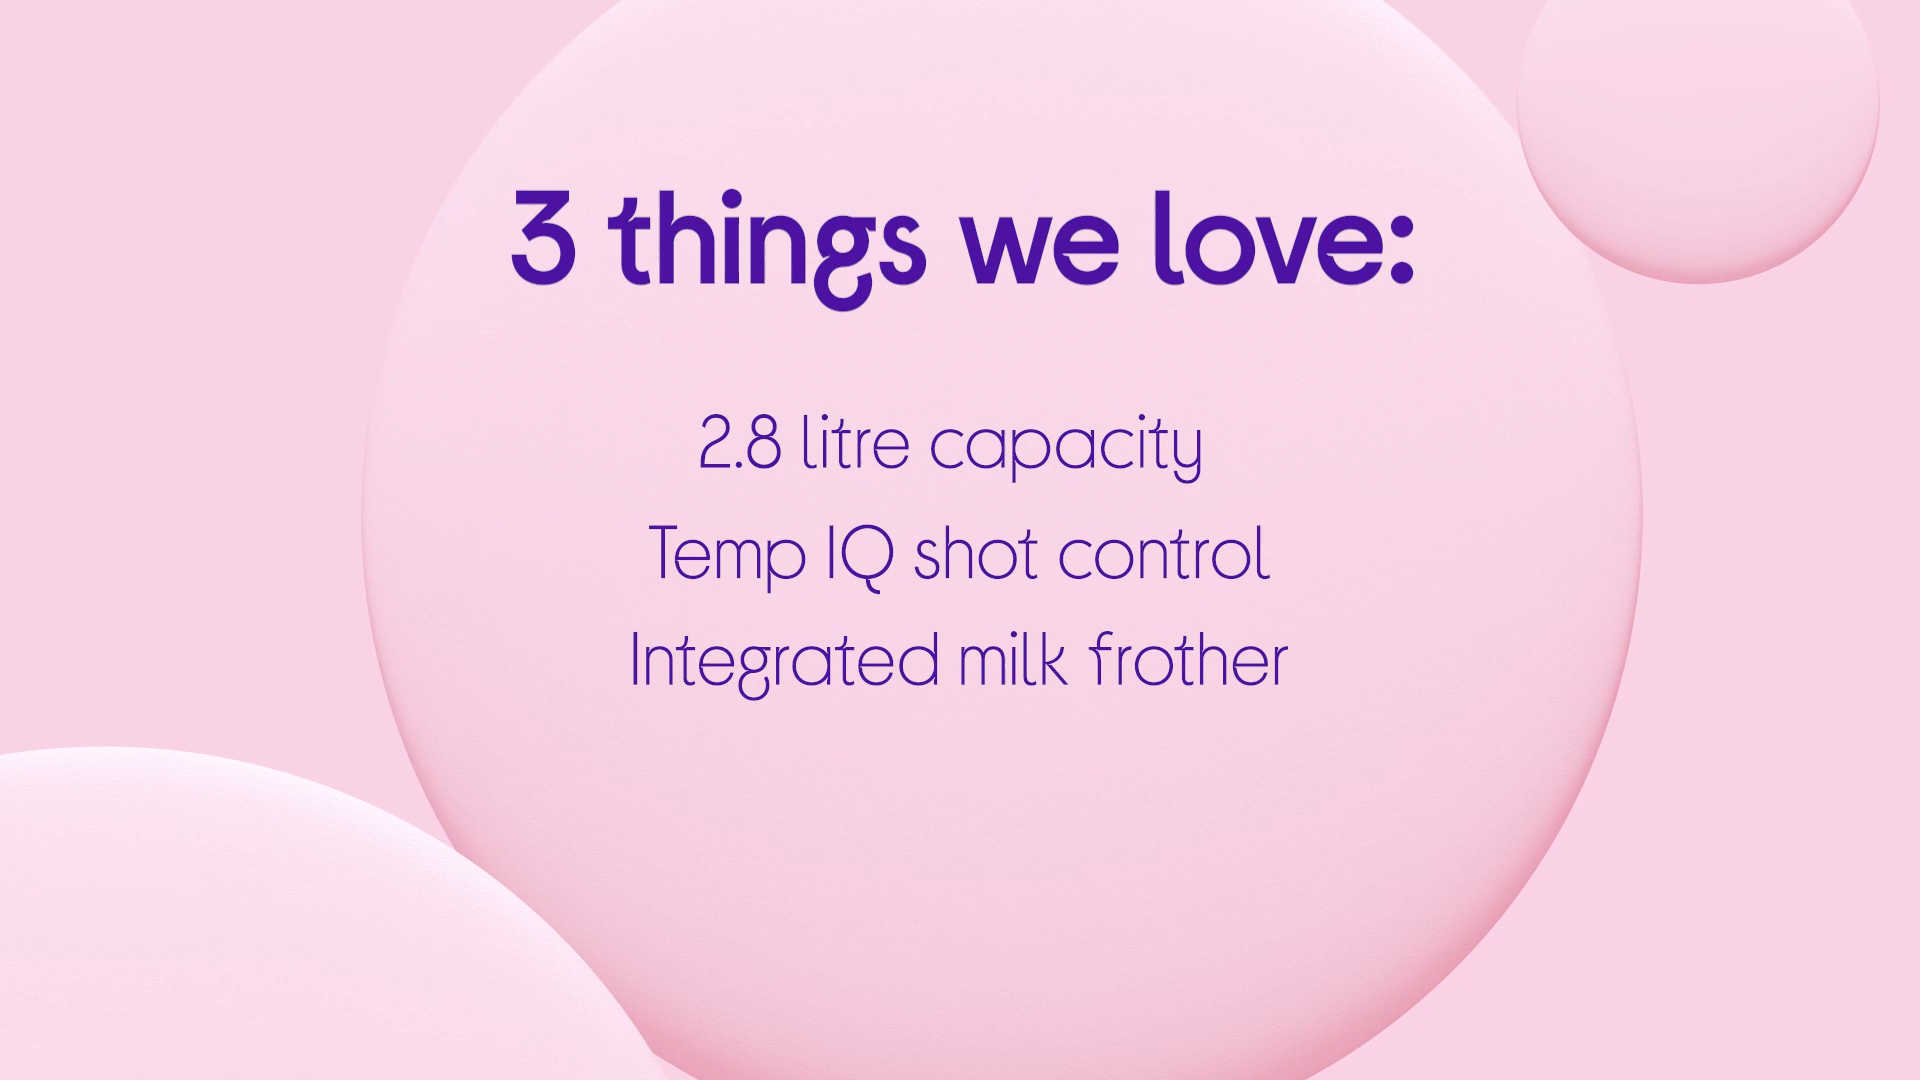 3 things we love:
2.8 litre capacity
Temp IQ shot control
Integrated milk frother